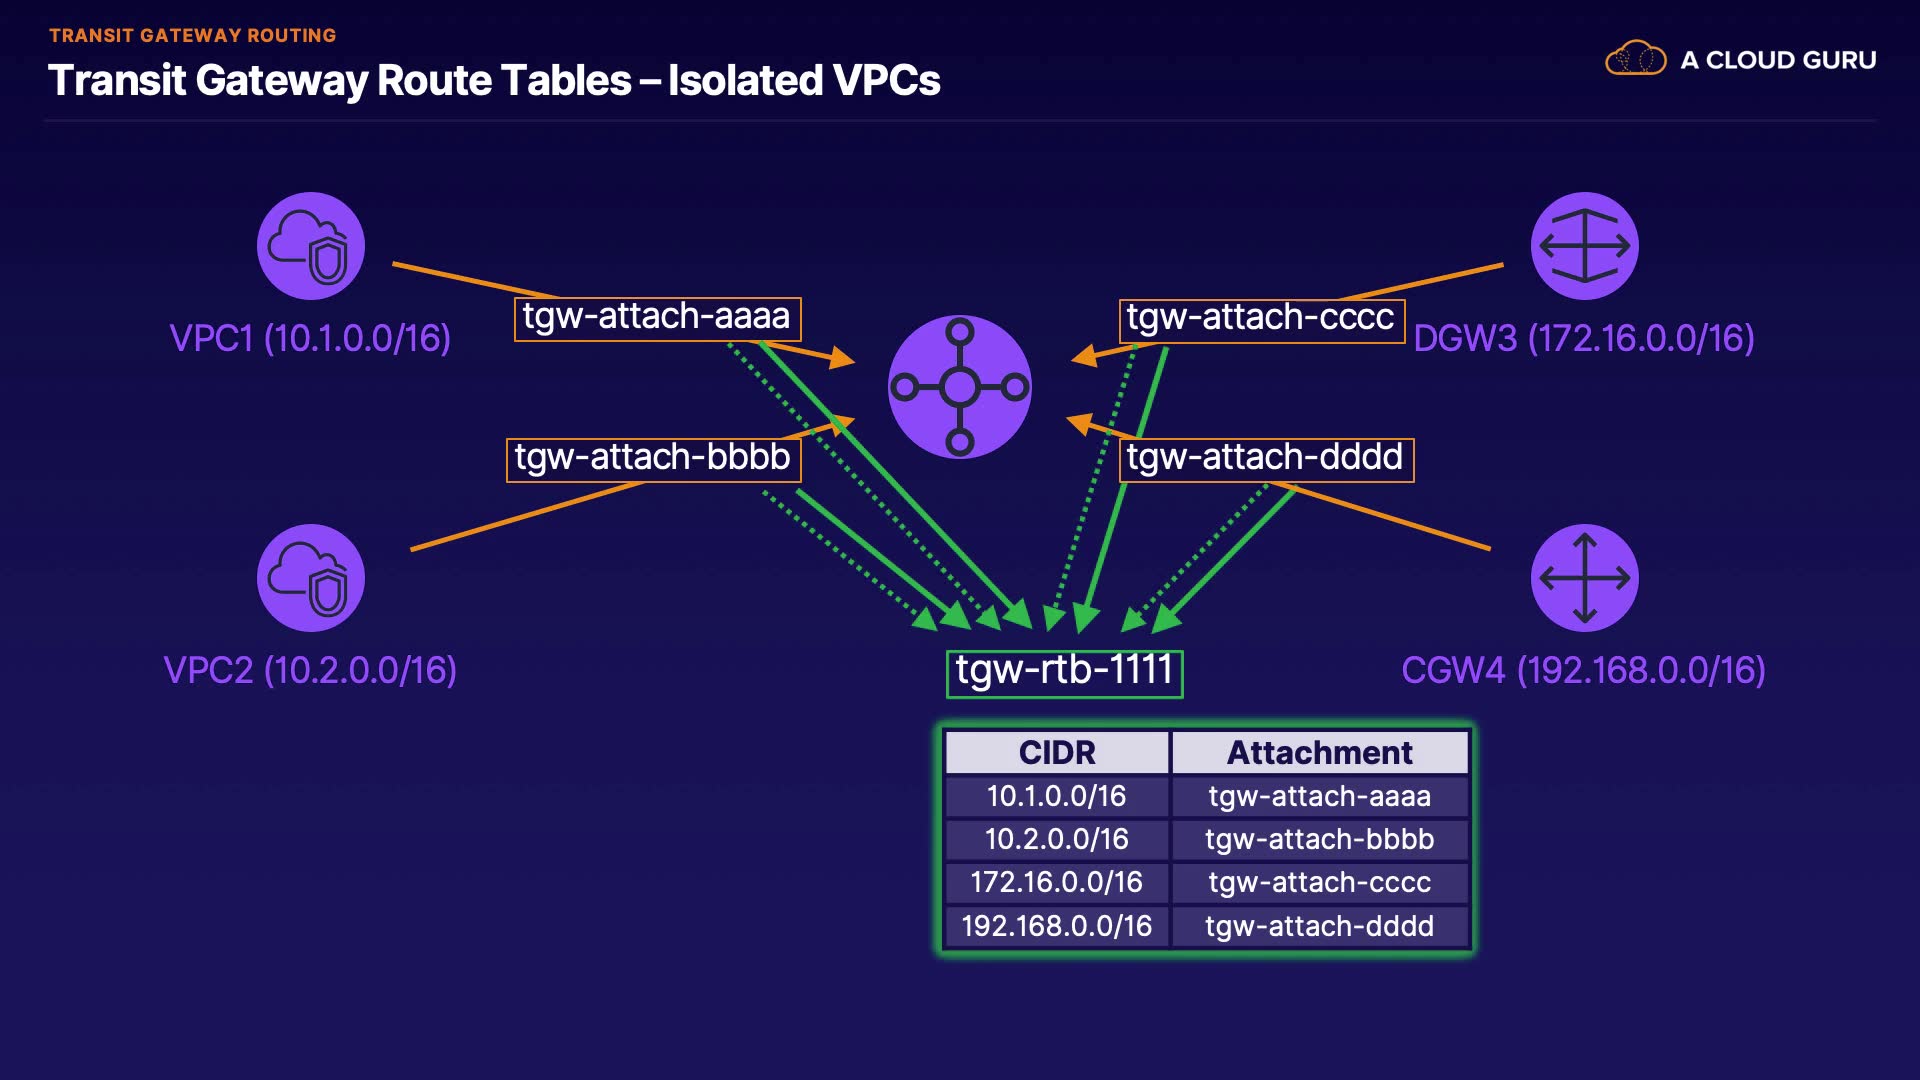 TRANSIT GATEWAY ROUTING
Transit Gateway Route Tables – Isolated VPCs
A CLOUD GURU
tgw-attach-aaaa
tgw-attach-cccc
VPC1 (10.1.0.0/16)
DGW3 (172.16.0.0/16)
tgw-attach-bbbb
tgw-attach-dddd
VPC2 (10.2.0.0/16)
tgw-rtb-1111
CGW4 (192.168.0.0/16)
CIDR Attachment
10.1.0.0/16 tgw-attach-aaaa
10.2.0.0/16 tgw-attach-bbbb
172.16.0.0/16 tgw-attach-cccc
192.168.0.0/16 tgw-attach-dddd